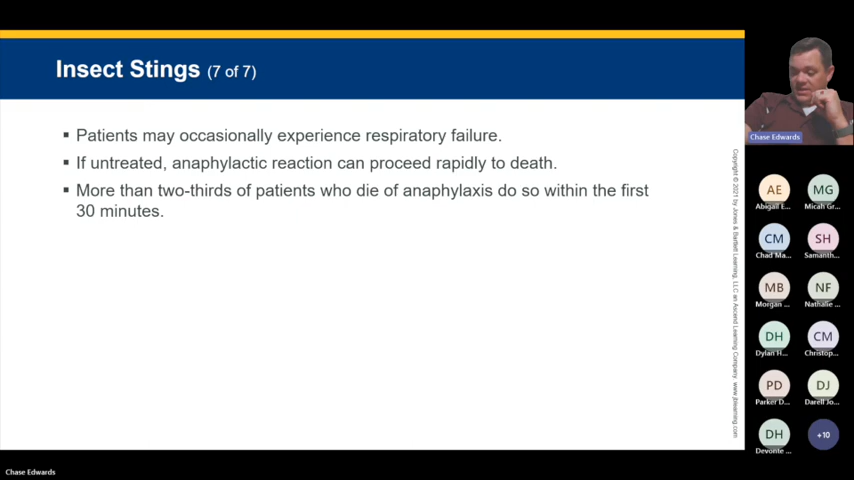 Insect Stings (7 of 7)
▪ Patients may occasionally experience respiratory failure.
▪ If untreated, anaphylactic reaction can proceed rapidly to death.
▪ More than two-thirds of patients who die of anaphylaxis do so within the first
30 minutes.
Copyright © 2021 by Jones & Bartlett Learning, LLC an Ascend Learning Company. www.jblearning.com
Chase Edwards
AE
MG
Abigail E...
Micah Gr...
CM
SH
Chad Ma...
Samanth...
MB
NF
Morgan ...
Nathalie ...
DH
CM
Dylan H...
Christop...
PD
DJ
Parker D...
Darell Jo...
DH
+10
Devonte ...
Chase Edwards